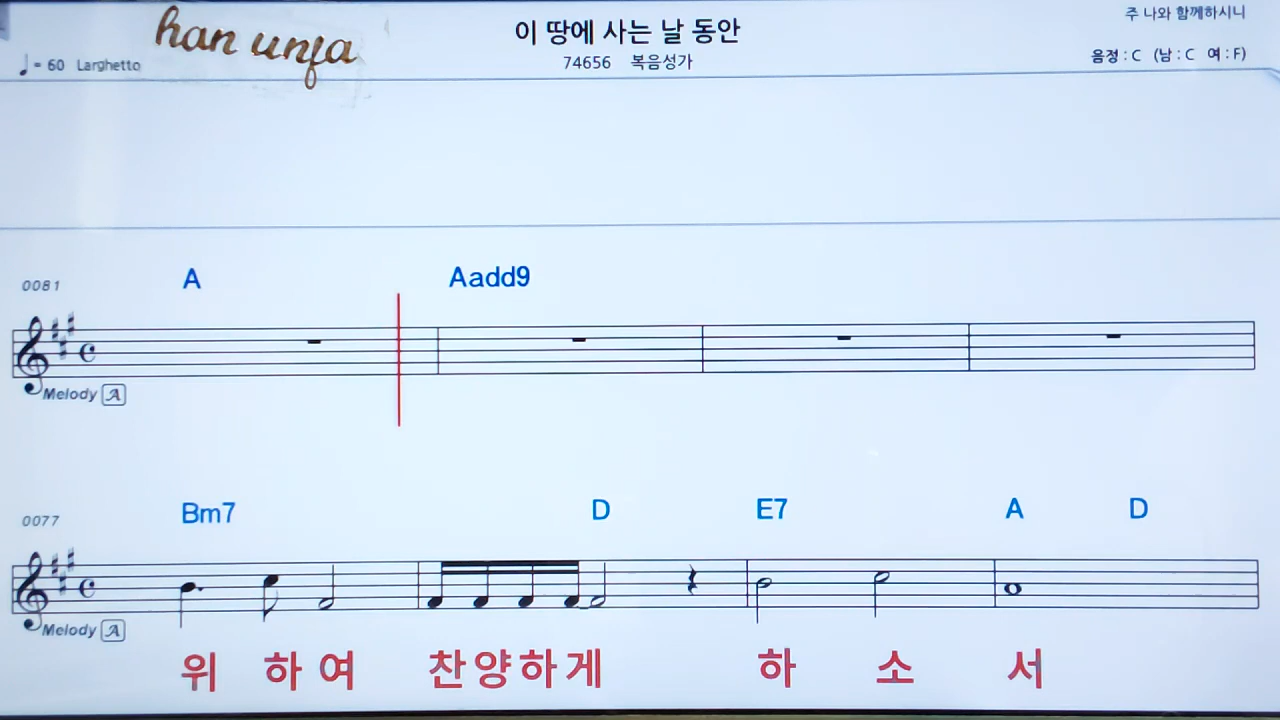 han unfa
이 땅에 사는 날 동안
주 나와 함께하시니
♩= 60 Larghetto
74656 복음성가
음정 : C (남 : C 여 : F)
0081 A Aadd9
Melody A
0077 Bm7 D E7 A D
Melody A
위 하 여 찬 양 하 게 하 소 서